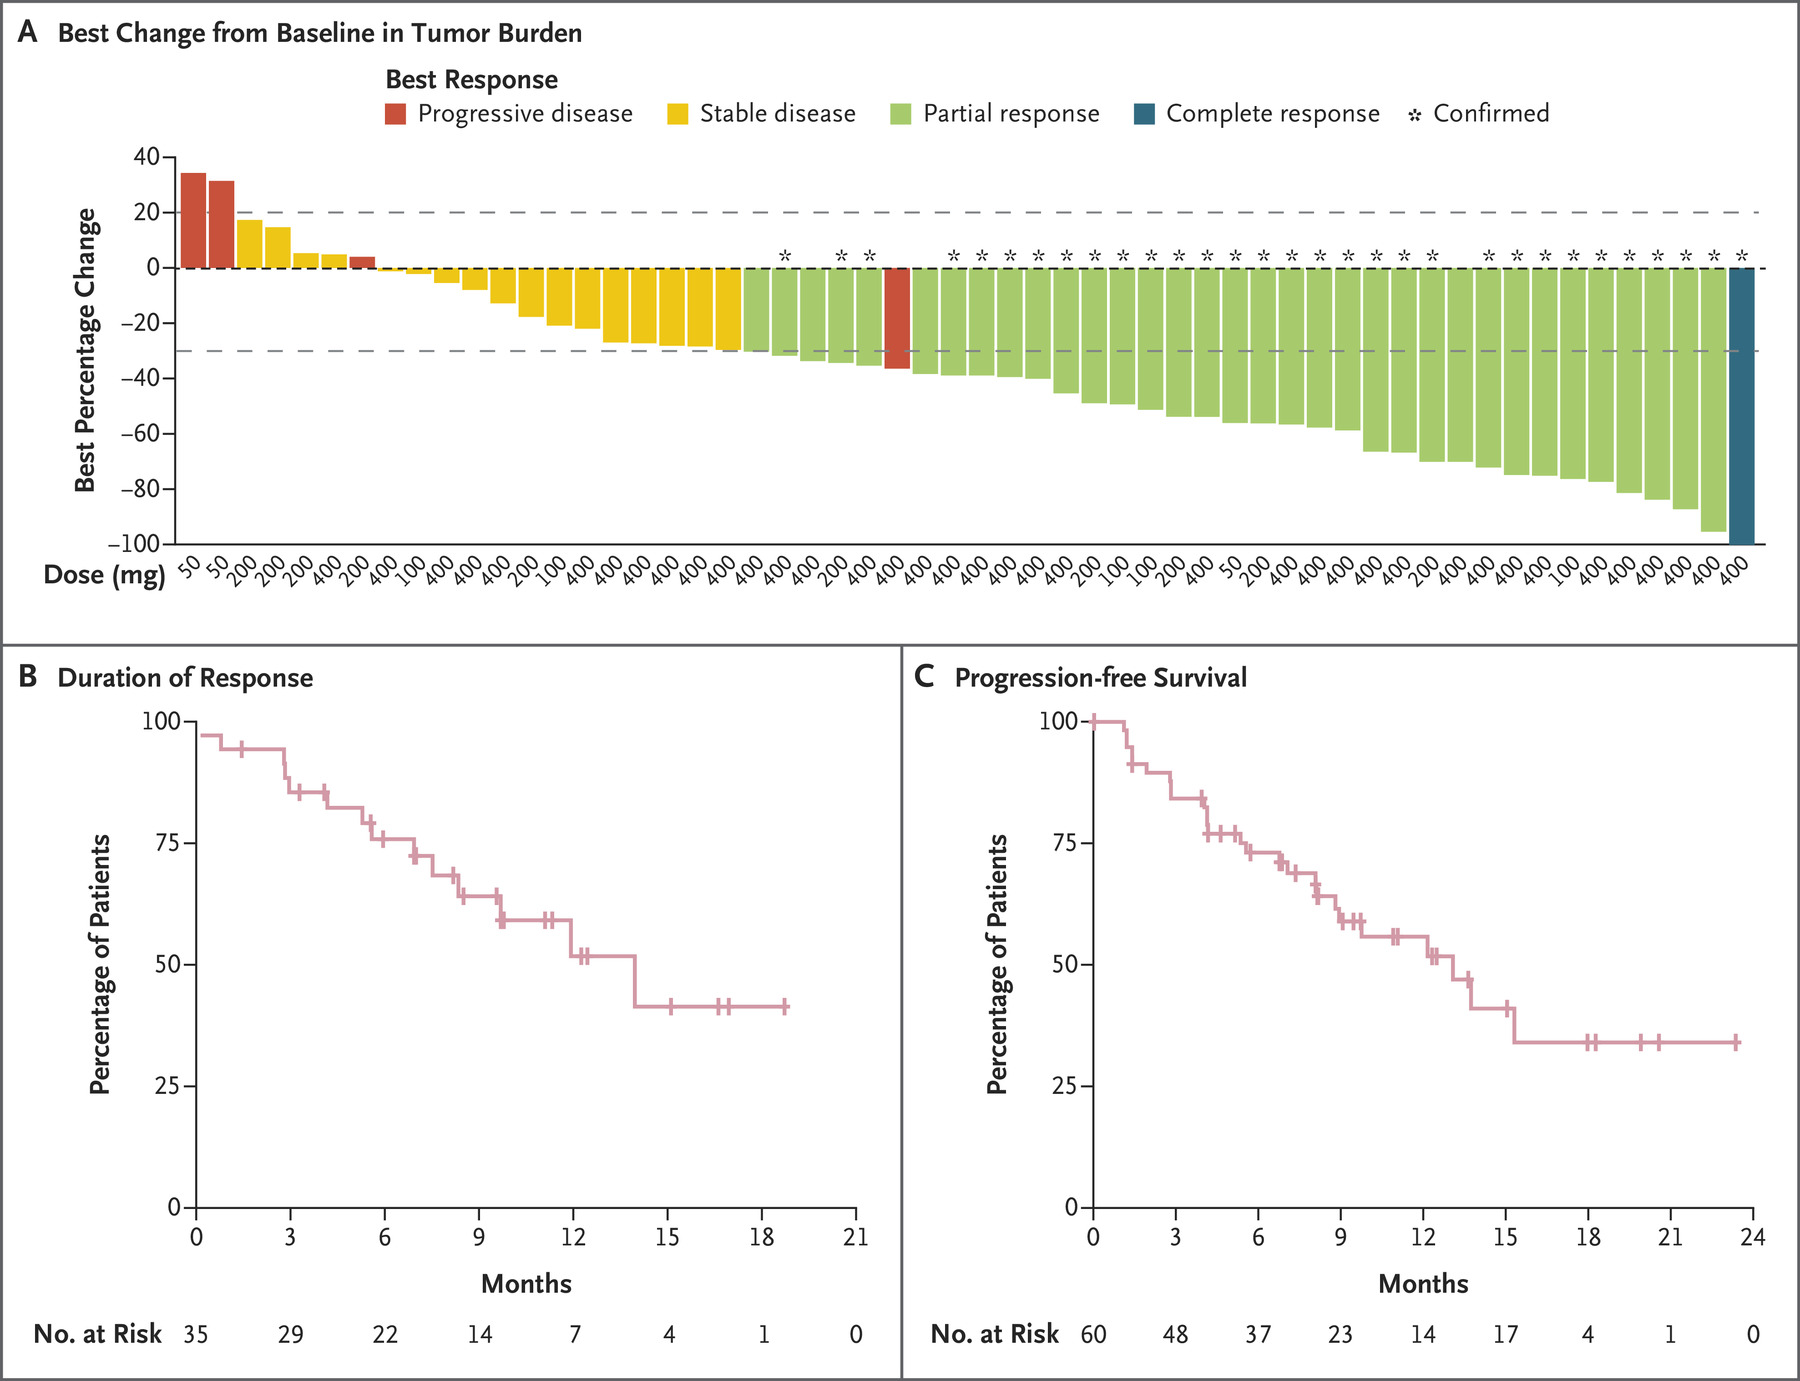 A Best Change from Baseline in Tumor Burden
Best Response
Progressive disease Stable disease Partial response Complete response * Confirmed
Best Percentage Change
40
20
0
–20
–40
–60
–80
–100
* * * * * * * * * * * * * * * * * * * * * * * * * * * * * * *
Dose (mg) 50 50 200 200 200 400 200 400 100 400 400 400 200 100 400 400 400 400 400 400 400 400 400 200 400 400 400 400 400 400 400 400 200 100 100 200 400 50 200 400 400 400 400 400 200 400 400 400 400 100 400 400 400 400 400 400
B Duration of Response
Percentage of Patients
100
75
50
25
0
0 3 6 9 12 15 18 21
Months
No. at Risk 35 29 22 14 7 4 1 0
C Progression-free Survival
Percentage of Patients
100
75
50
25
0
0 3 6 9 12 15 18 21 24
Months
No. at Risk 60 48 37 23 14 17 4 1 0